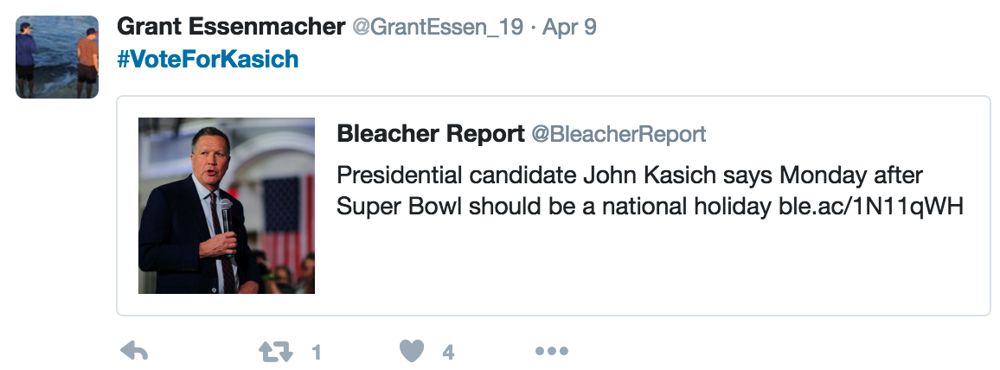 Grant Essenmacher @GrantEssen_19 · Apr 9
#VoteForKasich
Bleacher Report @BleacherReport
Presidential candidate John Kasich says Monday after
Super Bowl should be a national holiday ble.ac/1N11qWH
1 4